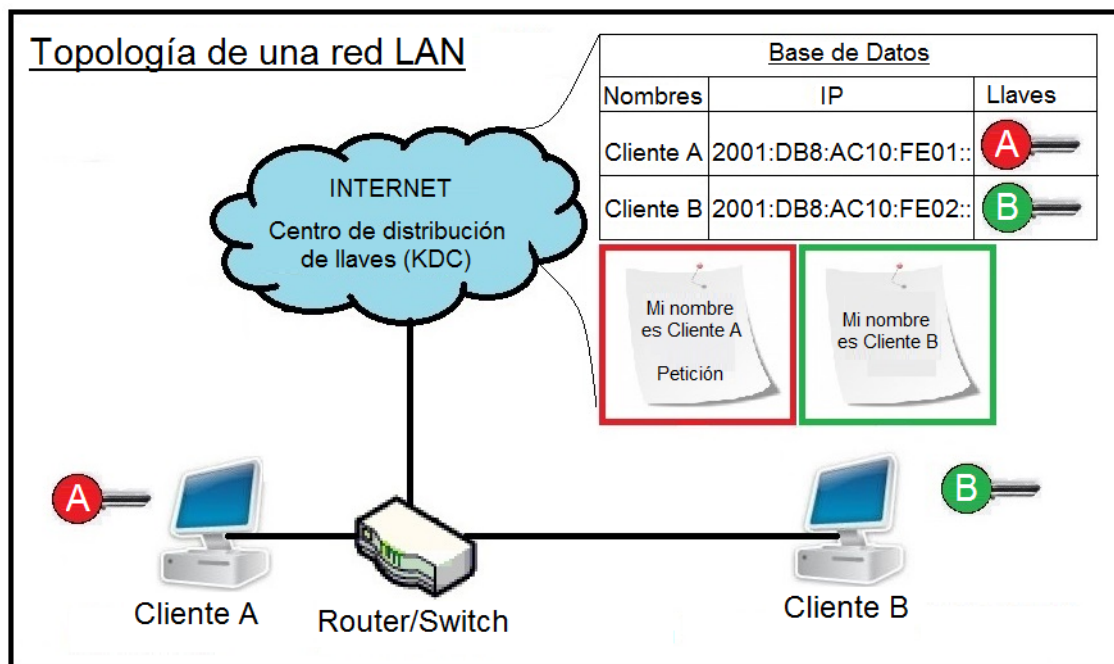 Topología de una red LAN
Base de Datos
Nombres IP Llaves
Cliente A 2001:DB8:AC10:FE01:: A
Cliente B 2001:DB8:AC10:FE02:: B
INTERNET
Centro de distribución
de llaves (KDC)
Mi nombre
es Cliente A
Petición
Mi nombre
es Cliente B
A
B
Cliente A
Router/Switch
Cliente B